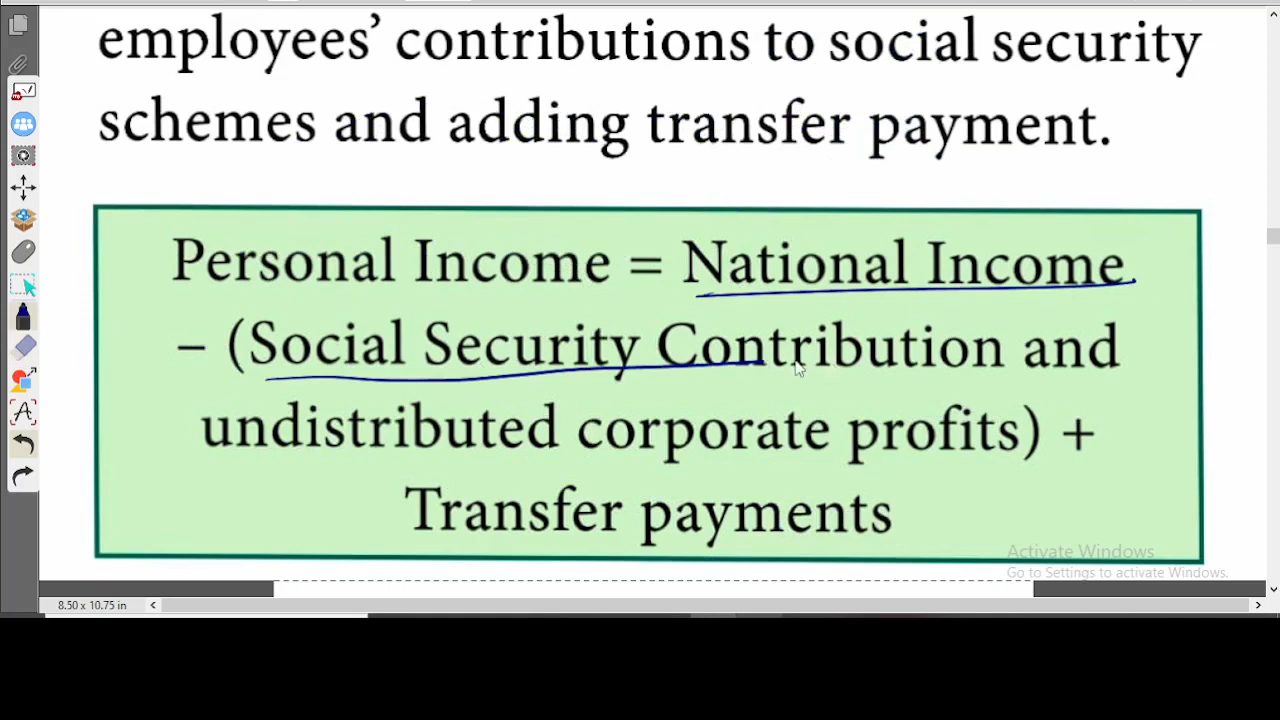 employees’ contributions to social security
schemes and adding transfer payment.
Personal Income = National Income
– (Social Security Contribution and
undistributed corporate profits) +
Transfer payments
Activate Windows
Go to Settings to activate Windows.
8.50 x 10.75 in